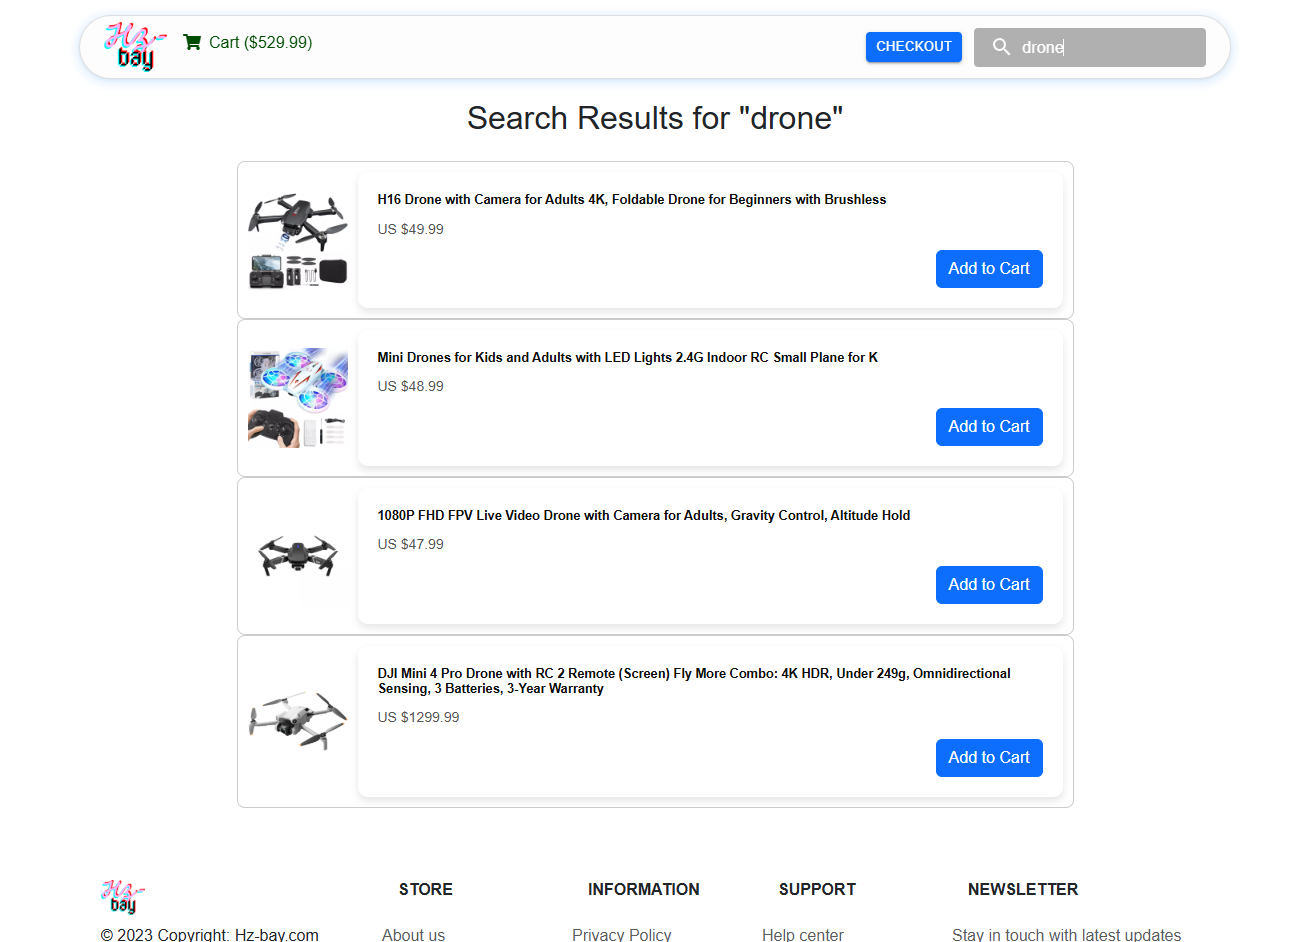 Hz-bay
Cart ($529.99)
CHECKOUT
drone
Search Results for "drone"
H16 Drone with Camera for Adults 4K, Foldable Drone for Beginners with Brushless
US $49.99
Add to Cart
Mini Drones for Kids and Adults with LED Lights 2.4G Indoor RC Small Plane for K
US $48.99
Add to Cart
1080P FHD FPV Live Video Drone with Camera for Adults, Gravity Control, Altitude Hold
US $47.99
Add to Cart
DJI Mini 4 Pro Drone with RC 2 Remote (Screen) Fly More Combo: 4K HDR, Under 249g, Omnidirectional
Sensing, 3 Batteries, 3-Year Warranty
US $1299.99
Add to Cart
Hz-bay
STORE
INFORMATION
SUPPORT
NEWSLETTER
© 2023 Copyright: Hz-bay.com
About us
Privacy Policy
Help center
Stay in touch with latest updates